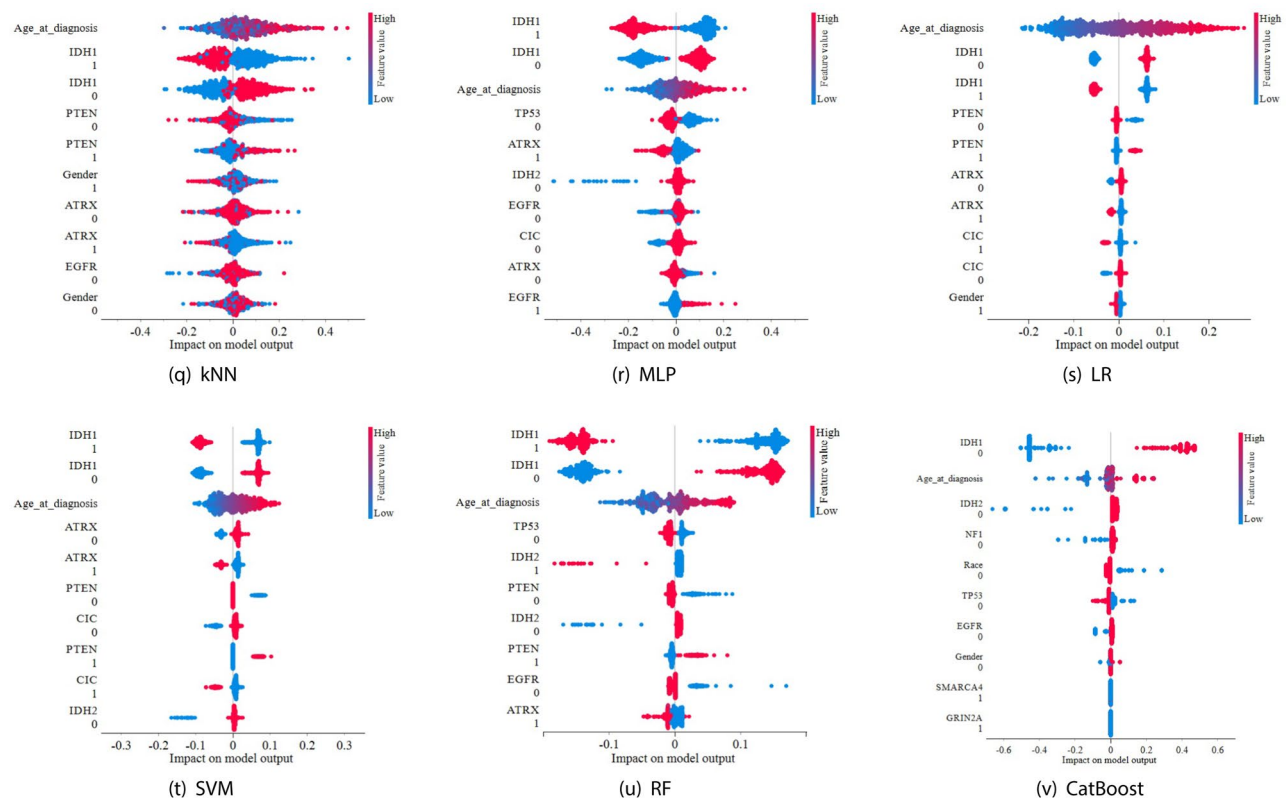 High
Feature value
Low
Age_at_diagnosis
IDH1
1
IDH1
0
PTEN
0
PTEN
1
Gender
1
ATRX
0
ATRX
1
EGFR
0
Gender
0
-0.4 -0.2 0 0.2 0.4
Impact on model output
(q) kNN
High
Feature value
Low
IDH1
1
IDH1
0
Age_at_diagnosis
TP53
0
ATRX
1
IDH2
0
EGFR
0
CIC
0
ATRX
0
EGFR
1
-0.4 -0.2 0 0.2 0.4
Impact on model output
(r) MLP
High
Feature value
Low
Age_at_diagnosis
IDH1
0
IDH1
1
PTEN
0
PTEN
1
ATRX
0
ATRX
1
CIC
1
CIC
0
Gender
1
-0.2 -0.1 0 0.1 0.2
Impact on model output
(s) LR
High
Feature value
Low
IDH1
1
IDH1
0
Age_at_diagnosis
ATRX
0
ATRX
1
PTEN
0
CIC
0
PTEN
1
CIC
1
IDH2
0
-0.3 -0.2 -0.1 0 0.1 0.2 0.3
Impact on model output
(t) SVM
High
Feature value
Low
IDH1
1
IDH1
0
Age_at_diagnosis
TP53
0
IDH2
1
PTEN
0
IDH2
0
PTEN
1
EGFR
0
ATRX
1
0 0.1
Impact on model output
(u) RF
High
Feature value
Low
IDH1
0
Age_at_diagnosis
IDH2
0
NF1
0
Race
0
TP53
0
EGFR
0
Gender
0
SMARCA4
1
GRIN2A
1
-0.6 -0.4 -0.2 0 0.2 0.4 0.6
Impact on model output
(v) CatBoost